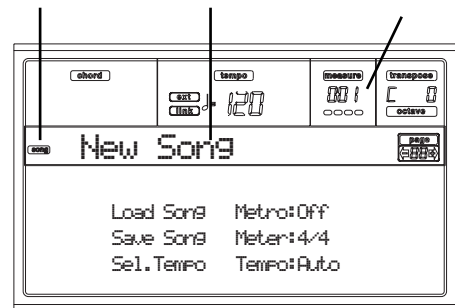 chord tempo measure transpose
ext ♩= 120 001 C 0
link octave
song New Song page
Load Song Metro:Off
Save Song Meter:4/4
Sel.Tempo Tempo:Auto